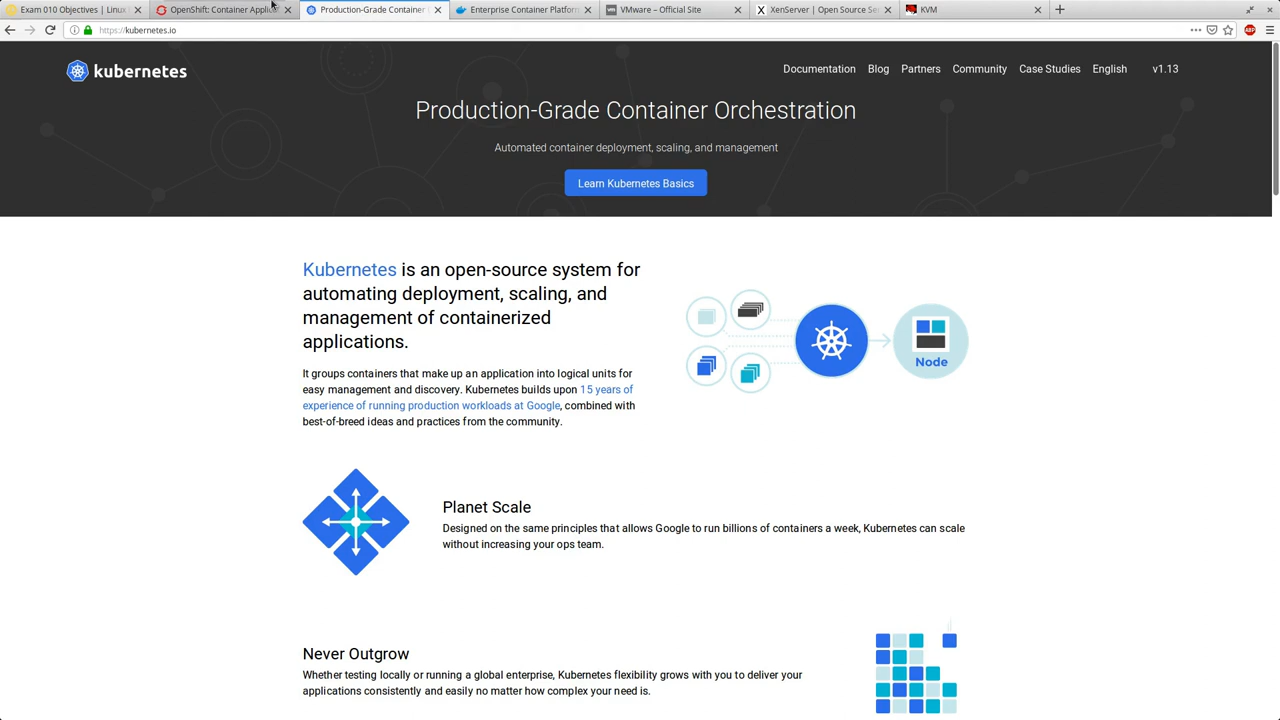 Exam 010 Objectives | Linux
OpenShift: Container Applic
Production-Grade Container
Enterprise Container Platform
VMware – Official Site
XenServer | Open Source Se
KVM
https://kubernetes.io
ABP
kubernetes
Documentation Blog Partners Community Case Studies English v1.13
Production-Grade Container Orchestration
Automated container deployment, scaling, and management
Learn Kubernetes Basics
Kubernetes is an open-source system for
automating deployment, scaling, and
management of containerized
applications.
It groups containers that make up an application into logical units for
easy management and discovery. Kubernetes builds upon 15 years of
experience of running production workloads at Google, combined with
best-of-breed ideas and practices from the community.
Node
Planet Scale
Designed on the same principles that allows Google to run billions of containers a week, Kubernetes can scale
without increasing your ops team.
Never Outgrow
Whether testing locally or running a global enterprise, Kubernetes flexibility grows with you to deliver your
applications consistently and easily no matter how complex your need is.